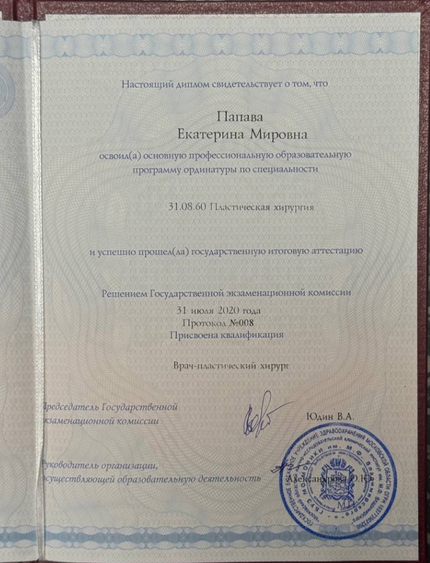 Настоящий диплом свидетельствует о том, что
Папава
Екатерина Мировна
освоил(а) основную профессиональную образовательную
программу ординатуры по специальности
31.08.60 Пластическая хирургия
и успешно прошел(ла) государственную итоговую аттестацию
Решением Государственной экзаменационной комиссии
31 июля 2020 года
Протокол №008
Присвоена квалификация
Врач-пластический хирург
Председатель Государственной
экзаменационной комиссии
Юдин В.А.
Руководитель организации,
осуществляющей образовательную деятельность
Александрова О.Ю.